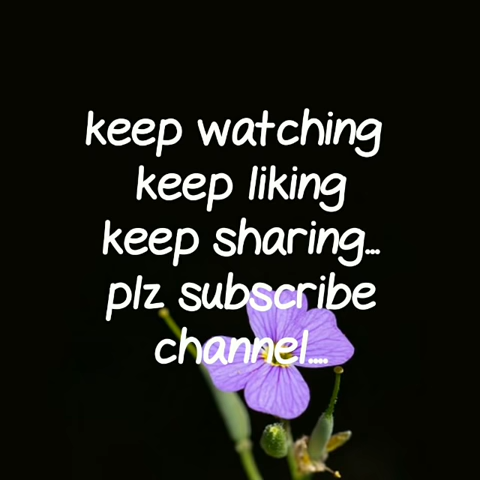 keep watching
keep liking
keep sharing...
plz subscribe
channel....